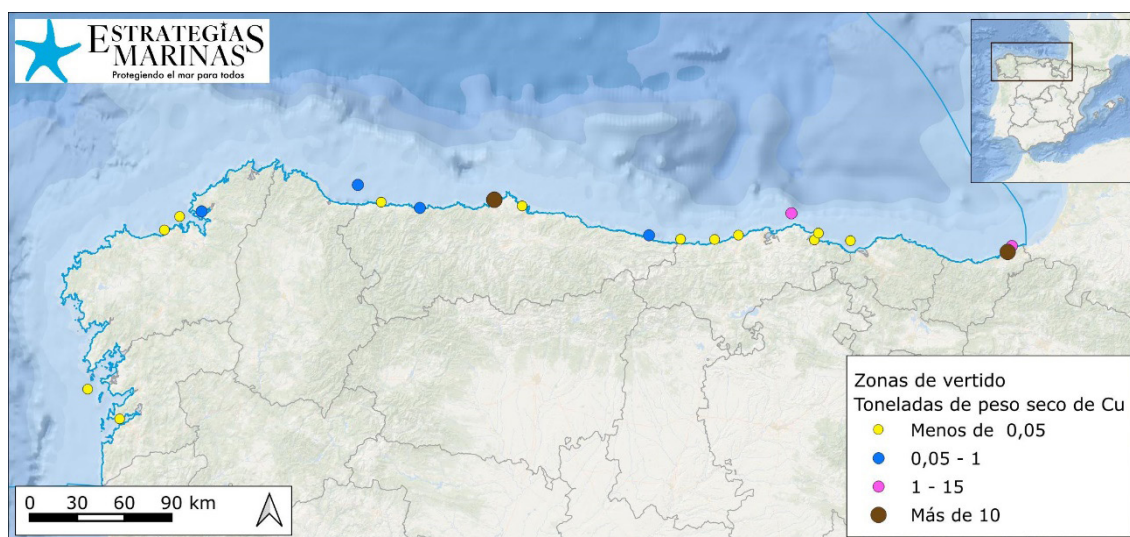 ESTRATEGIAS
MARINAS
Protegiendo el mar para todos
Zonas de vertido
Toneladas de peso seco de Cu
Menos de 0,05
0,05 - 1
1 - 15
Más de 10
0 30 60 90 km